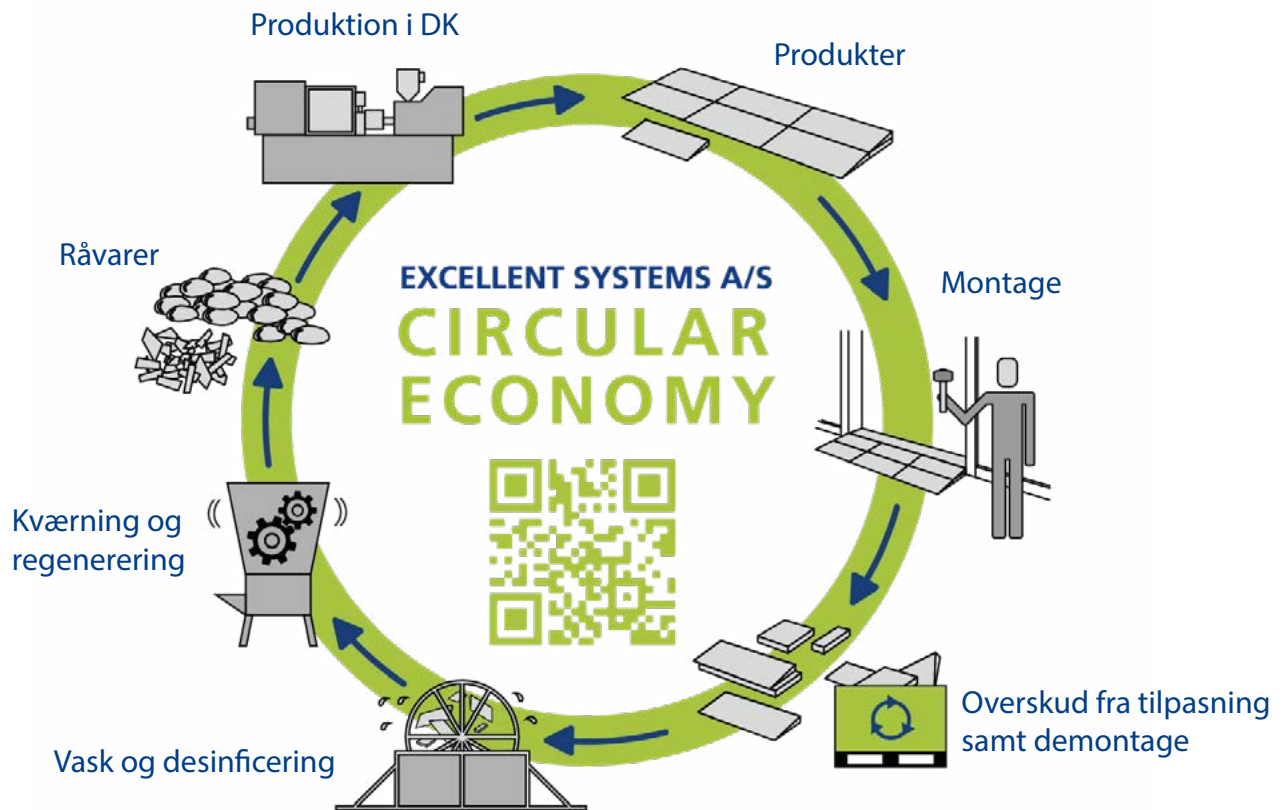 Produktion i DK
Produkter
Råvarer
EXCELLENT SYSTEMS A/S
CIRCULAR
ECONOMY
Montage
Kværning og
regenerering
Overskud fra tilpasning
samt demontage
Vask og desinficering